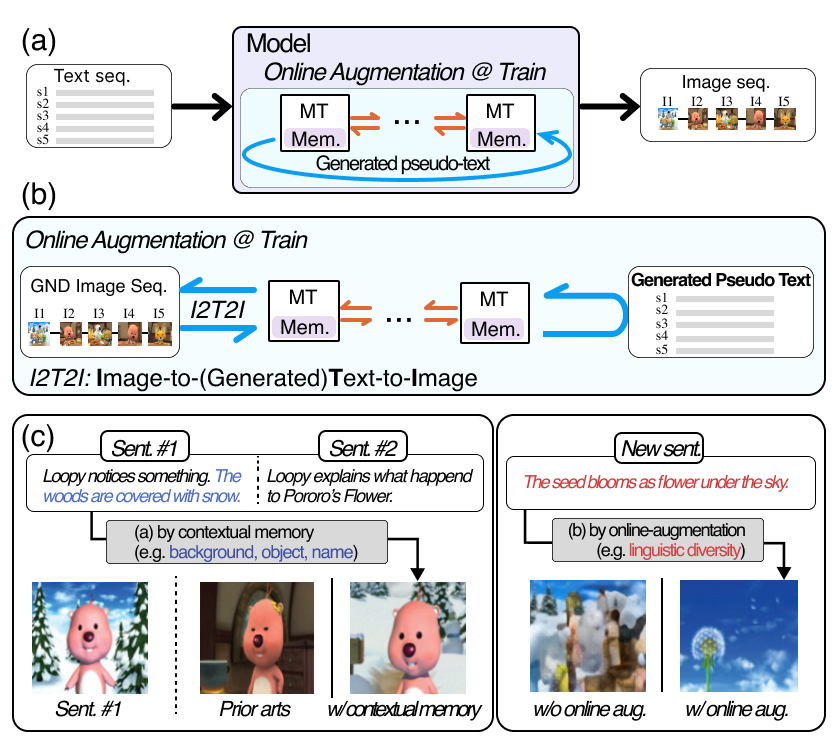 (a)
Model
Online Augmentation @ Train
Text seq.
s1
s2
s3
s4
s5
MT
Mem.
...
MT
Mem.
Generated pseudo-text
Image seq.
I1 I2 I3 I4 I5
(b)
Online Augmentation @ Train
GND Image Seq.
I1 I2 I3 I4 I5
I2T2I
MT
Mem.
...
MT
Mem.
Generated Pseudo Text
s1
s2
s3
s4
s5
I2T2I: Image-to-(Generated)Text-to-Image
(c)
Sent. #1
Loopy notices something. The
woods are covered with snow.
Sent. #2
Loopy explains what happend
to Pororo's Flower.
(a) by contextual memory
(e.g. background, object, name)
Sent. #1
Prior arts
w/contextual memory
New sent.
The seed blooms as flower under the sky.
(b) by online-augmentation
(e.g. linguistic diversity)
w/o online aug.
w/ online aug.